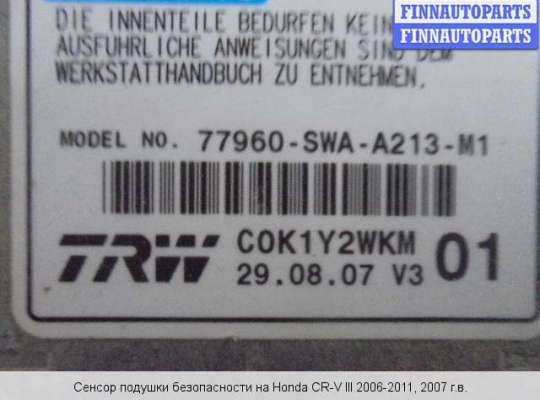 FINNAUTOPARTS
FINNAUTOPARTS
DIE INNENTEILE BEDURFEN KEIN
AUSFUHRLICHE ANWEISUNGEN SIND DEM
WERKSTATTHANDBUCH ZU ENTNEHMEN.
MODEL NO. 77960-SWA-A213-M1
TRW C0K1Y2WKM 01
29.08.07 V3
Сенсор подушки безопасности на Honda CR-V III 2006-2011, 2007 г.в.